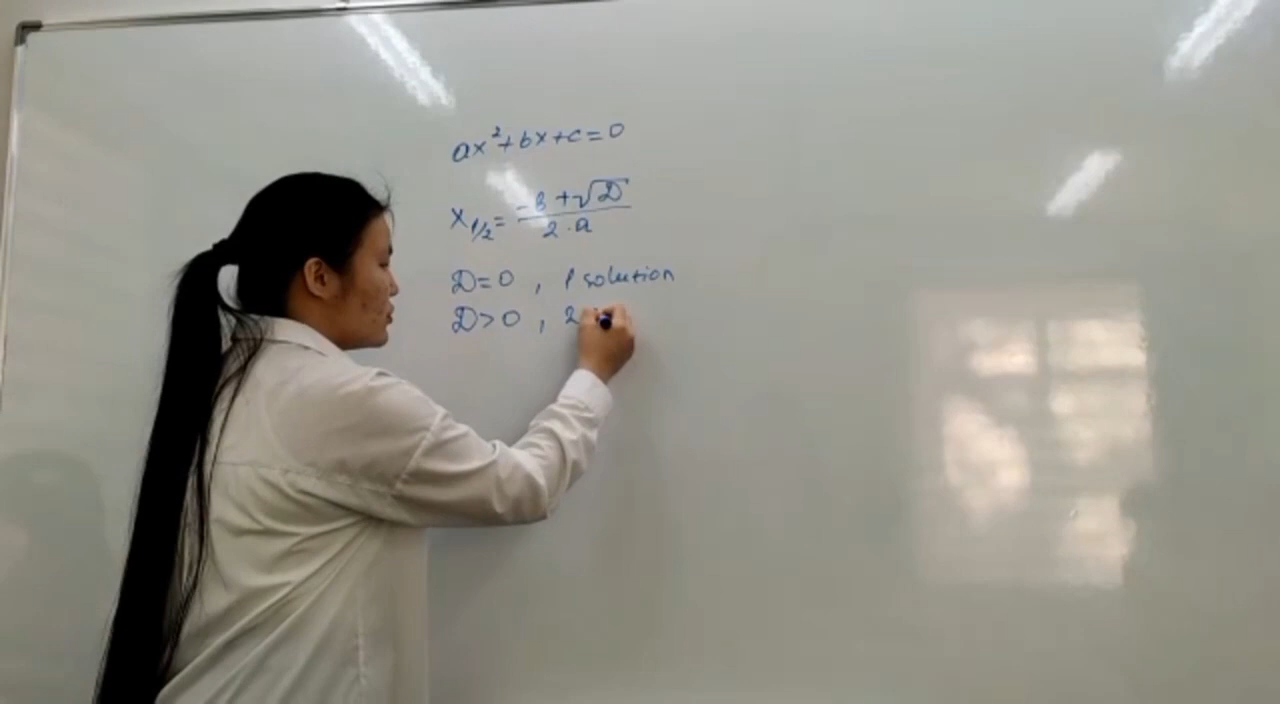 ax²+bx+c=0
x₁/₂= (-b+√D)/(2·a)
D=0 , 1 solution
D>0 , 2